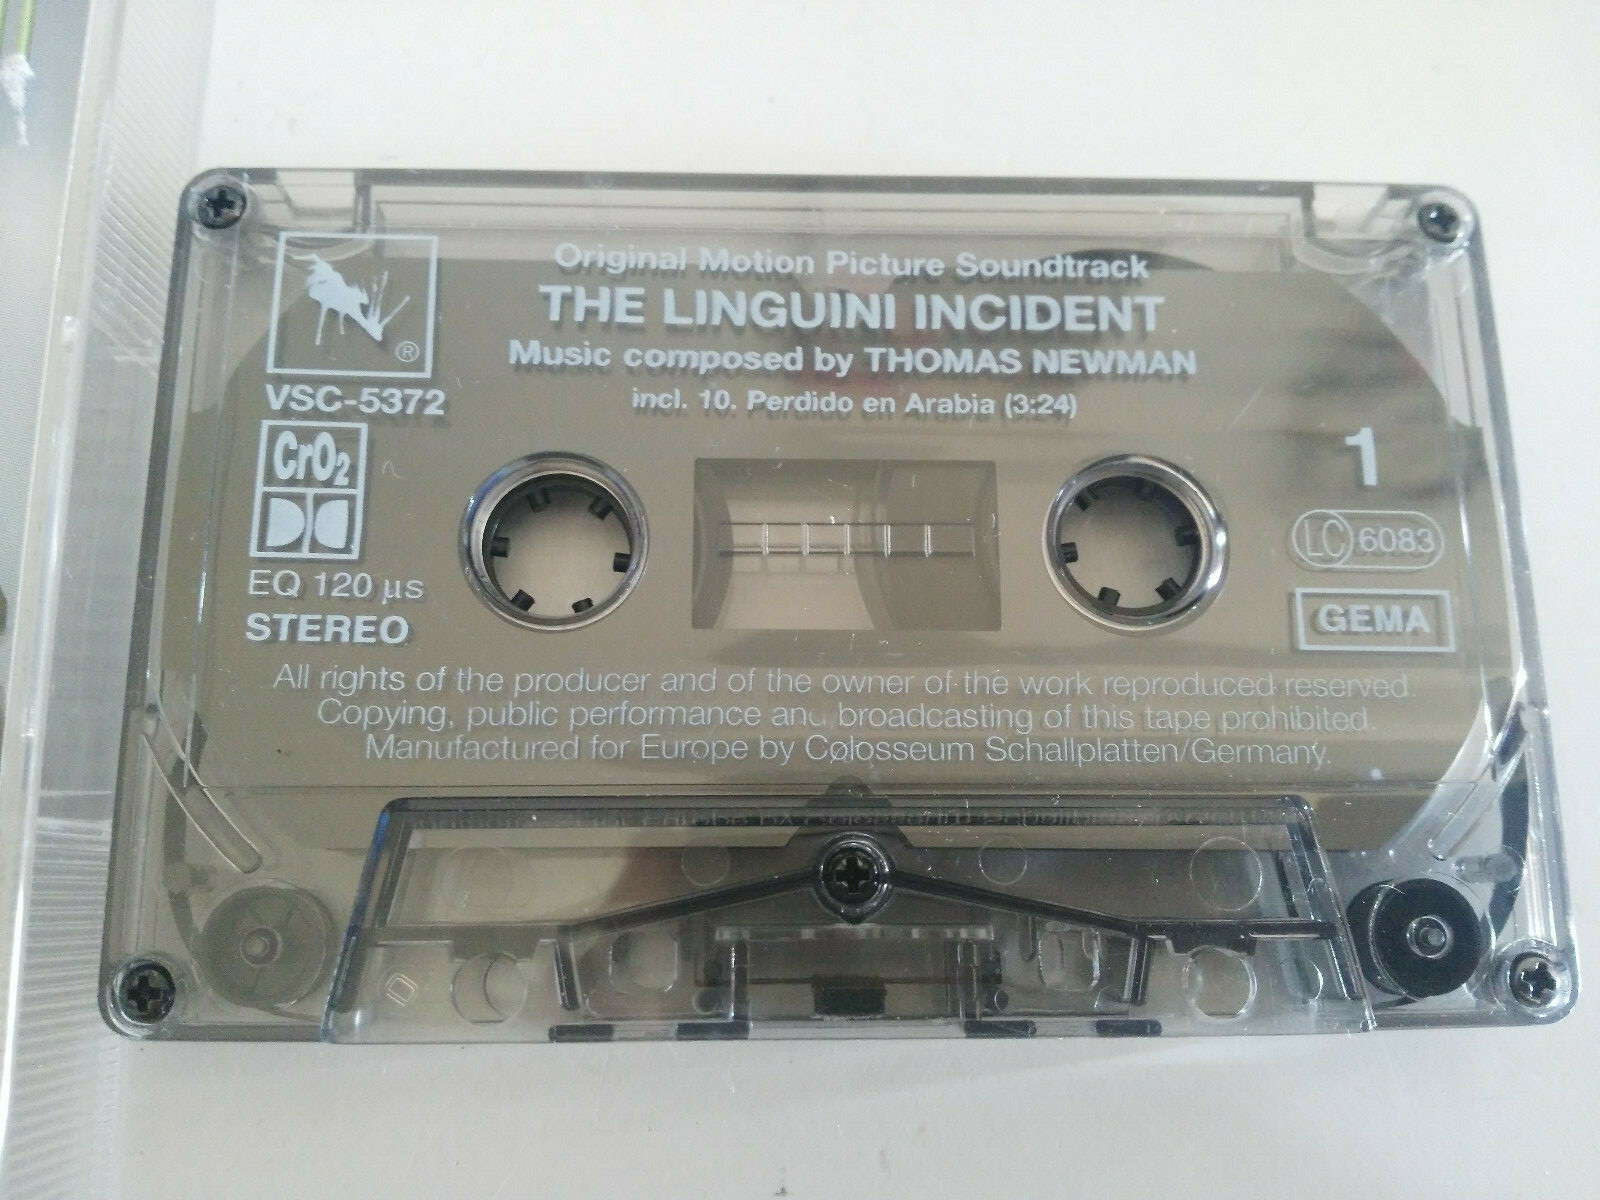 Original Motion Picture Soundtrack
THE LINGUINI INCIDENT
Music composed by THOMAS NEWMAN
incl. 10. Perdido en Arabia (3:24)
®
VSC-5372
CrO2
EQ 120 µs
STEREO
1
LC 6083
GEMA
All rights of the producer and of the owner of the work reproduced reserved.
Copying, public performance and broadcasting of this tape prohibited.
Manufactured for Europe by Colosseum Schallplatten/Germany.